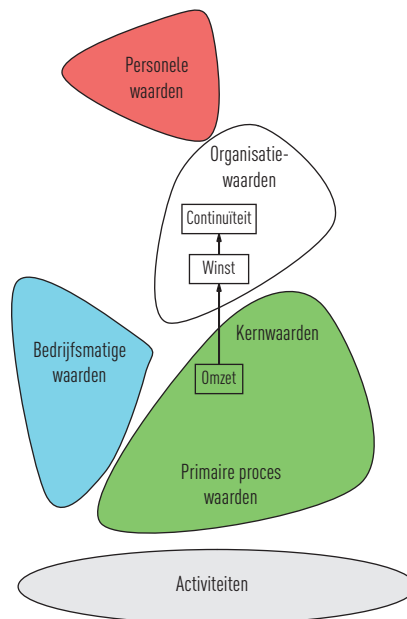 Personele
waarden
Organisatie-
waarden
Continuïteit
Winst
Kernwaarden
Bedrijfsmatige
waarden
Omzet
Primaire proces
waarden
Activiteiten